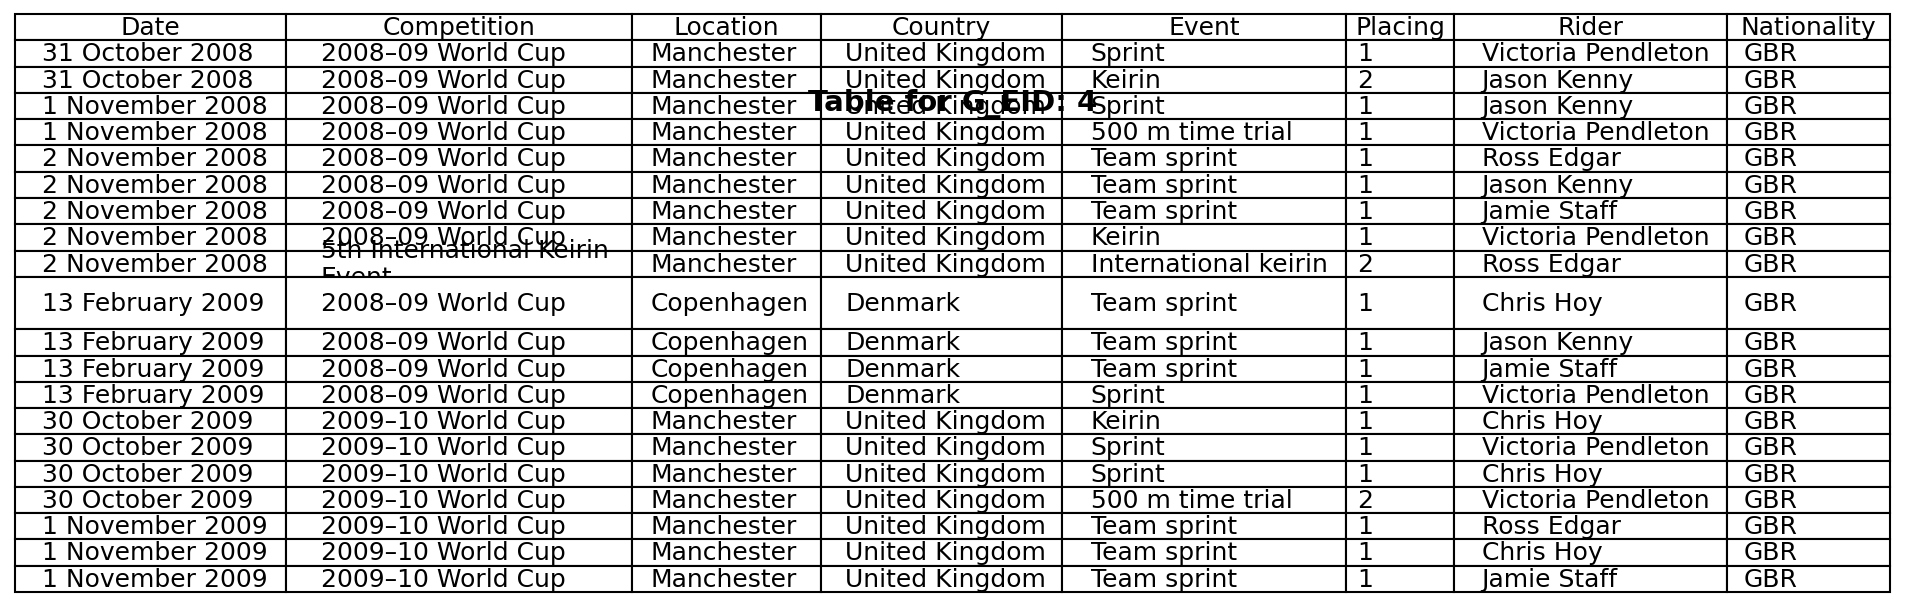 Date Competition Location Country Event Placing Rider Nationality
31 October 2008 2008–09 World Cup Manchester United Kingdom Sprint 1 Victoria Pendleton GBR
31 October 2008 2008–09 World Cup Manchester United Kingdom Keirin 2 Jason Kenny GBR
Table for G_EID: 4
1 November 2008 2008–09 World Cup Manchester United Kingdom Sprint 1 Jason Kenny GBR
1 November 2008 2008–09 World Cup Manchester United Kingdom 500 m time trial 1 Victoria Pendleton GBR
2 November 2008 2008–09 World Cup Manchester United Kingdom Team sprint 1 Ross Edgar GBR
2 November 2008 2008–09 World Cup Manchester United Kingdom Team sprint 1 Jason Kenny GBR
2 November 2008 2008–09 World Cup Manchester United Kingdom Team sprint 1 Jamie Staff GBR
2 November 2008 2008–09 World Cup Manchester United Kingdom Keirin 1 Victoria Pendleton GBR
2 November 2008 5th International Keirin Event Manchester United Kingdom International keirin 2 Ross Edgar GBR
13 February 2009 2008–09 World Cup Copenhagen Denmark Team sprint 1 Chris Hoy GBR
13 February 2009 2008–09 World Cup Copenhagen Denmark Team sprint 1 Jason Kenny GBR
13 February 2009 2008–09 World Cup Copenhagen Denmark Team sprint 1 Jamie Staff GBR
13 February 2009 2008–09 World Cup Copenhagen Denmark Sprint 1 Victoria Pendleton GBR
30 October 2009 2009–10 World Cup Manchester United Kingdom Keirin 1 Chris Hoy GBR
30 October 2009 2009–10 World Cup Manchester United Kingdom Sprint 1 Victoria Pendleton GBR
30 October 2009 2009–10 World Cup Manchester United Kingdom Sprint 1 Chris Hoy GBR
30 October 2009 2009–10 World Cup Manchester United Kingdom 500 m time trial 2 Victoria Pendleton GBR
1 November 2009 2009–10 World Cup Manchester United Kingdom Team sprint 1 Ross Edgar GBR
1 November 2009 2009–10 World Cup Manchester United Kingdom Team sprint 1 Chris Hoy GBR
1 November 2009 2009–10 World Cup Manchester United Kingdom Team sprint 1 Jamie Staff GBR